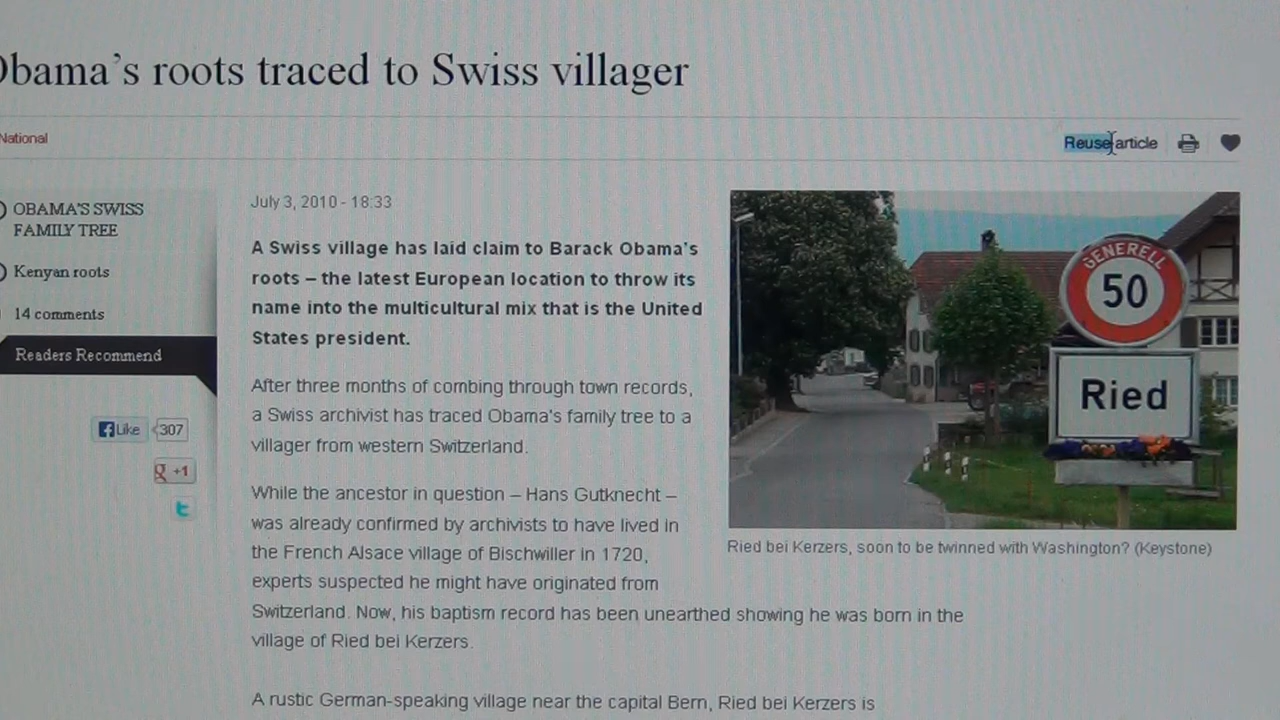 Obama's roots traced to Swiss villager
National
Reuse article
OBAMA'S SWISS
FAMILY TREE
Kenyan roots
14 comments
Readers Recommend
Like 307
g +1
July 3, 2010 - 18:33
A Swiss village has laid claim to Barack Obama's
roots – the latest European location to throw its
name into the multicultural mix that is the United
States president.
After three months of combing through town records,
a Swiss archivist has traced Obama's family tree to a
villager from western Switzerland.
While the ancestor in question – Hans Gutknecht –
was already confirmed by archivists to have lived in
the French Alsace village of Bischwiller in 1720,
experts suspected he might have originated from
Switzerland. Now, his baptism record has been unearthed showing he was born in the
village of Ried bei Kerzers.
A rustic German-speaking village near the capital Bern, Ried bei Kerzers is
GENERELL
50
Ried
Ried bei Kerzers, soon to be twinned with Washington? (Keystone)